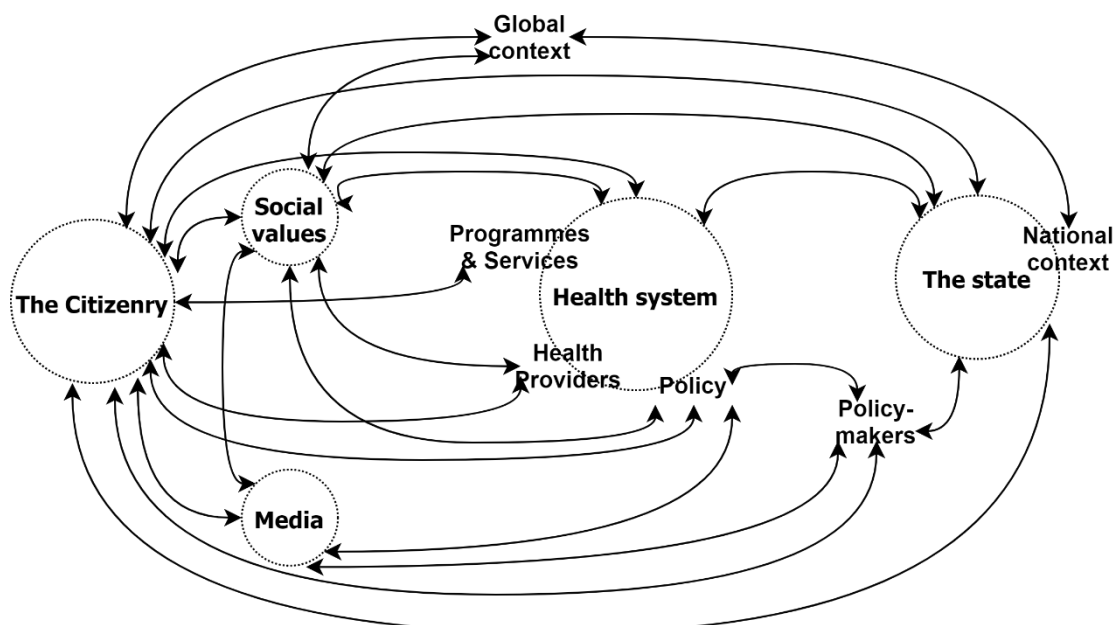 Global
context
Social
values
Programmes
& Services
National
context
The Citizenry
Health system
The state
Health
Providers
Policy
Policy-
makers
Media